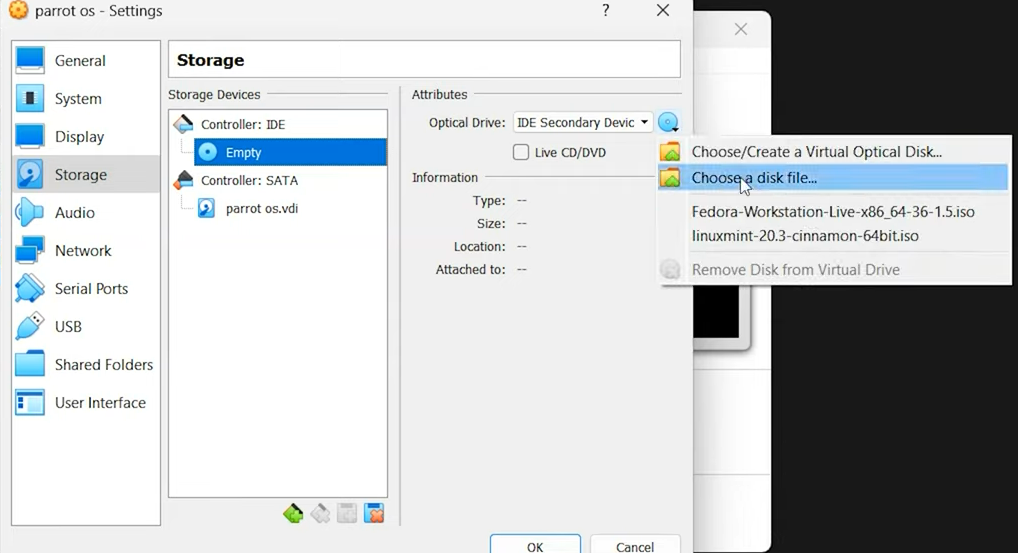 parrot os - Settings
?
General
System
Display
Storage
Audio
Network
Serial Ports
USB
Shared Folders
User Interface
Storage
Storage Devices
Controller: IDE
Empty
Controller: SATA
parrot os.vdi
Attributes
Optical Drive: IDE Secondary Devic
Live CD/DVD
Information
Type: --
Size: --
Location: --
Attached to: --
Choose/Create a Virtual Optical Disk...
Choose a disk file...
Fedora-Workstation-Live-x86_64-36-1.5.iso
linuxmint-20.3-cinnamon-64bit.iso
Remove Disk from Virtual Drive
OK
Cancel